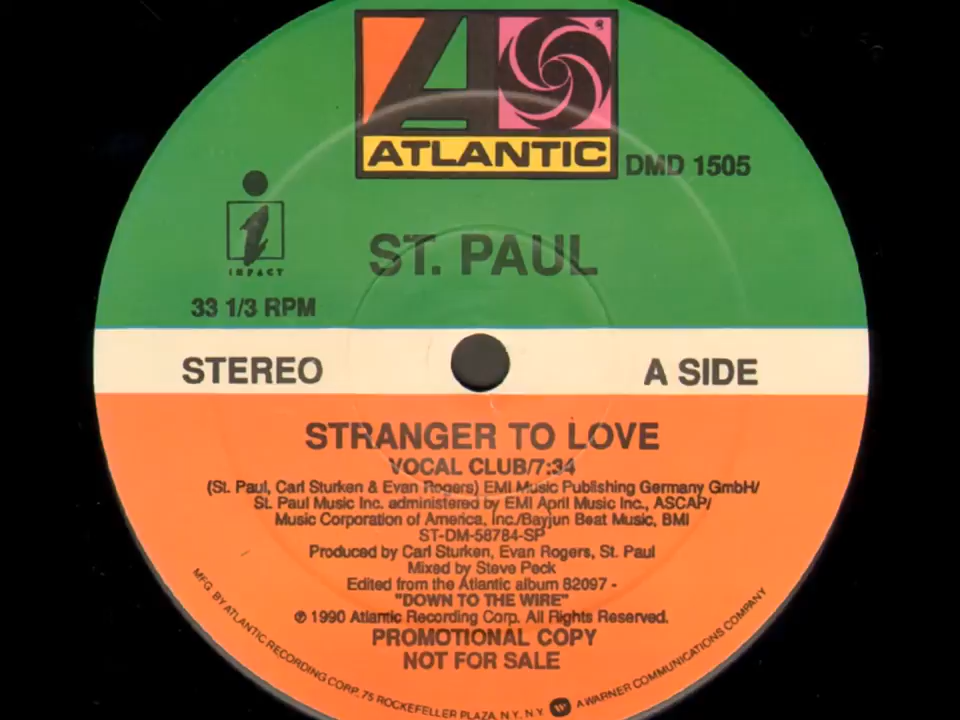 ATLANTIC
DMD 1505
i
IMPACT
ST. PAUL
33 1/3 RPM
STEREO
A SIDE
STRANGER TO LOVE
VOCAL CLUB/7:34
(St. Paul, Carl Sturken & Evan Rogers) EMI Music Publishing Germany GmbH/
St. Paul Music Inc. administered by EMI April Music Inc., ASCAP/
Music Corporation of America, Inc./Bayjun Beat Music, BMI
ST-DM-58784-SP
Produced by Carl Sturken, Evan Rogers, St. Paul
Mixed by Steve Peck
Edited from the Atlantic album 82097 -
"DOWN TO THE WIRE"
℗ 1990 Atlantic Recording Corp. All Rights Reserved.
PROMOTIONAL COPY
NOT FOR SALE
MFG. BY ATLANTIC RECORDING CORP. 75 ROCKEFELLER PLAZA, N.Y. N.Y. W A WARNER COMMUNICATIONS COMPANY